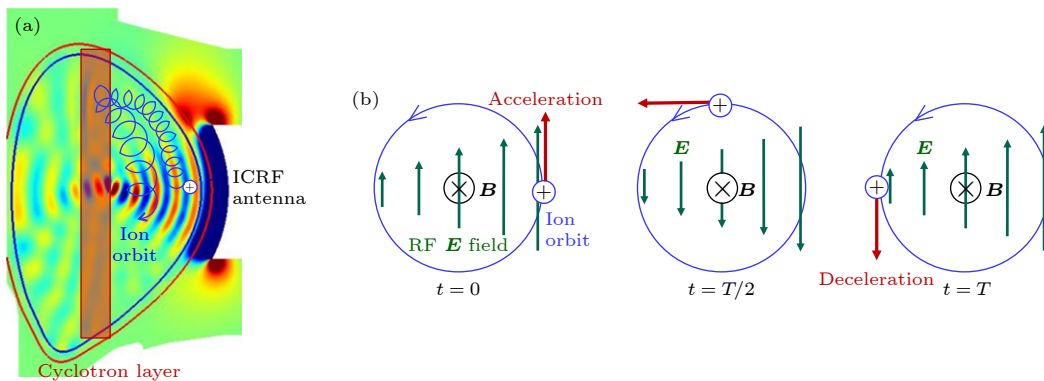 (a)
ICRF
antenna
Ion
orbit
Cyclotron layer
(b)
Acceleration
B
Ion
orbit
RF E field
t = 0
E
B
t = T/2
E
B
Deceleration
t = T